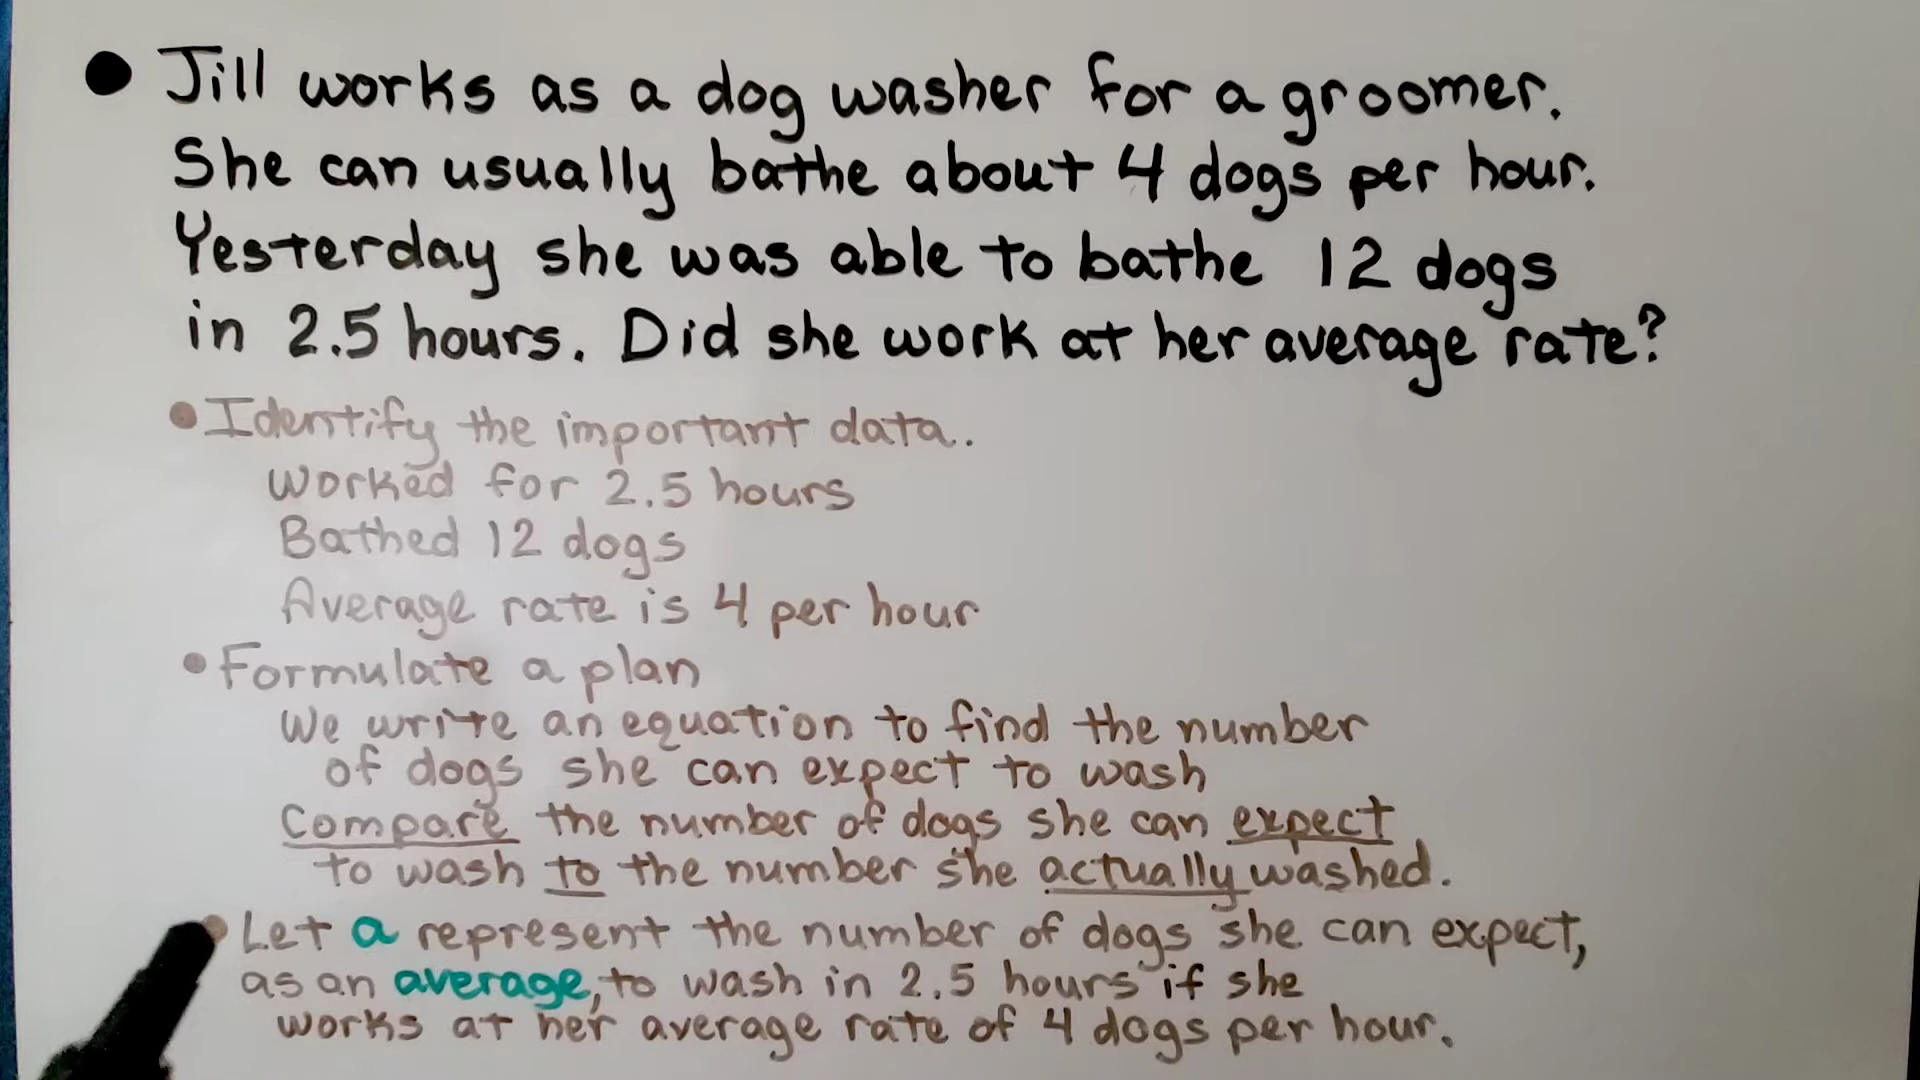 • Jill works as a dog washer for a groomer.
She can usually bathe about 4 dogs per hour.
Yesterday she was able to bathe 12 dogs
in 2.5 hours. Did she work at her average rate?
• Identify the important data.
Worked for 2.5 hours
Bathed 12 dogs
Average rate is 4 per hour
• Formulate a plan
We write an equation to find the number
of dogs she can expect to wash
Compare the number of dogs she can expect
to wash to the number she actually washed.
• Let a represent the number of dogs she can expect,
as an average, to wash in 2.5 hours if she
works at her average rate of 4 dogs per hour.